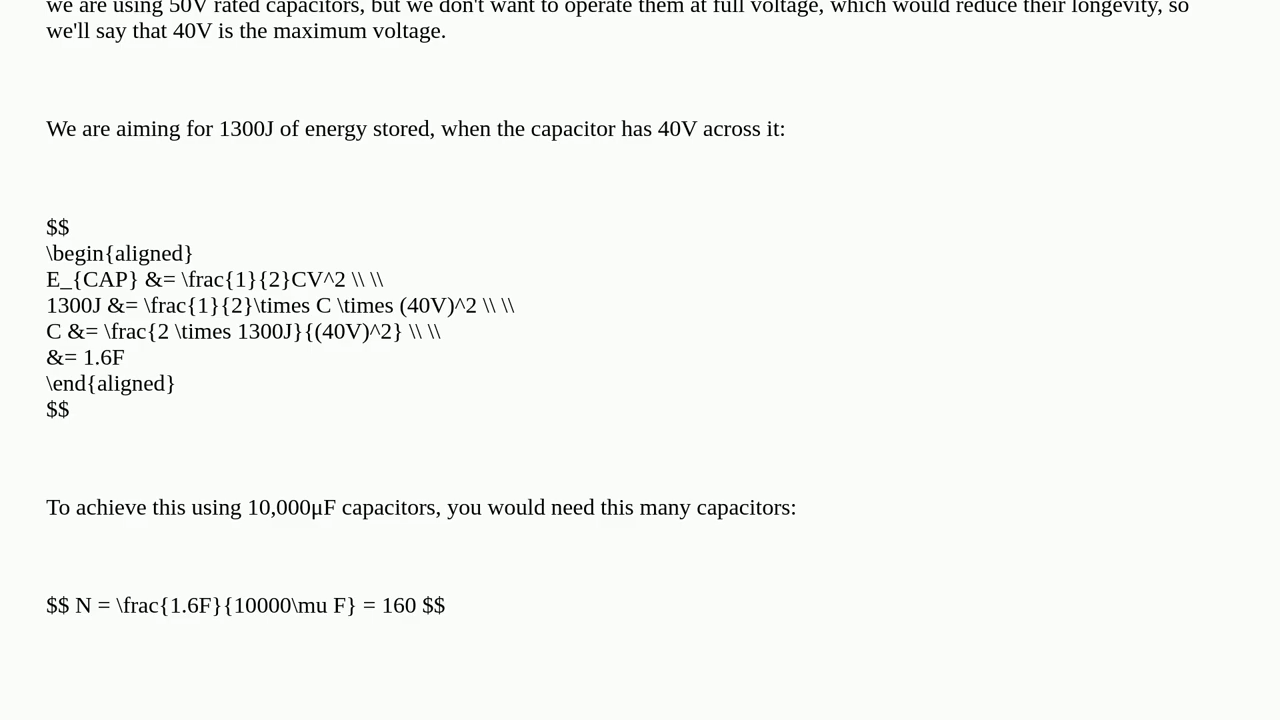 we are using 50V rated capacitors, but we don't want to operate them at full voltage, which would reduce their longevity, so
we'll say that 40V is the maximum voltage.
We are aiming for 1300J of energy stored, when the capacitor has 40V across it:
$$
\begin{aligned}
E_{CAP} &= \frac{1}{2}CV^2 \\ \\
1300J &= \frac{1}{2}\times C \times (40V)^2 \\ \\
C &= \frac{2 \times 1300J}{(40V)^2} \\ \\
&= 1.6F
\end{aligned}
$$
To achieve this using 10,000μF capacitors, you would need this many capacitors:
$$ N = \frac{1.6F}{10000\mu F} = 160 $$